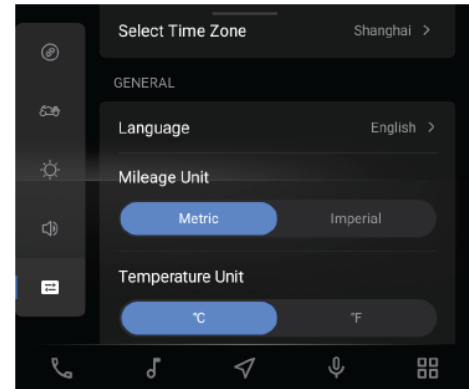 Select Time Zone Shanghai >
GENERAL
Language English >
Mileage Unit
Metric Imperial
Temperature Unit
℃ ℉